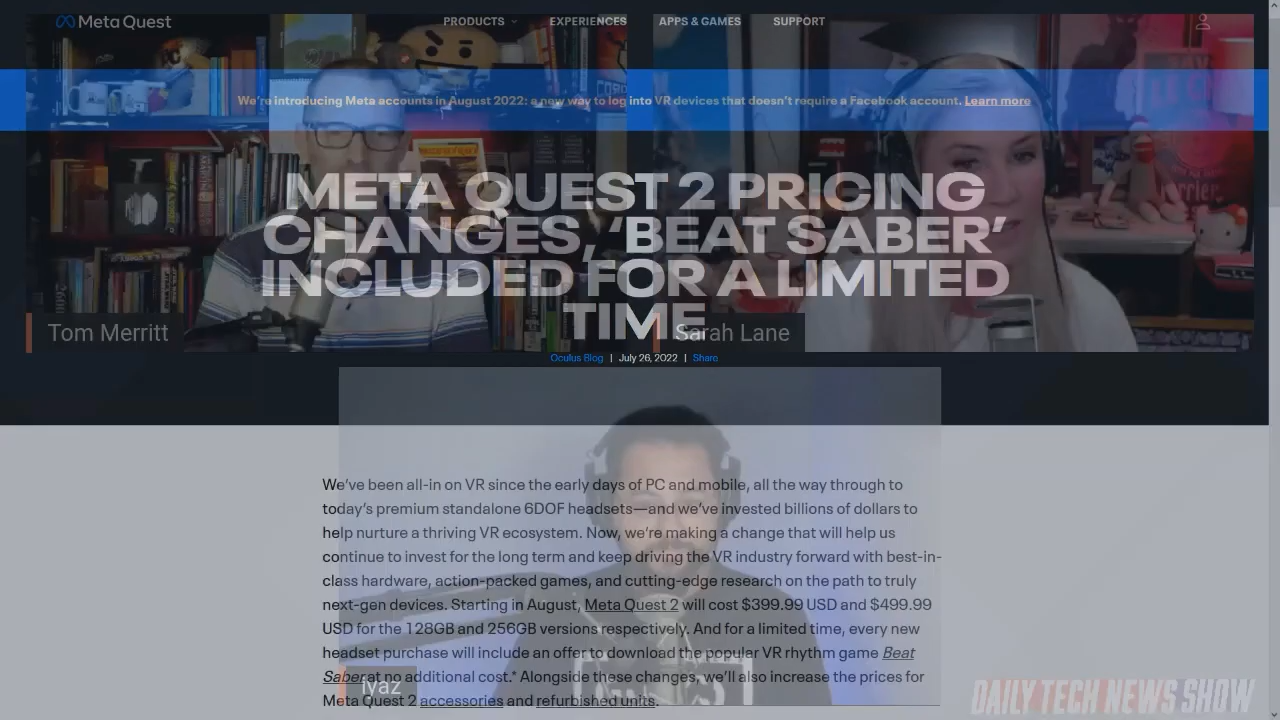 Meta Quest
PRODUCTS EXPERIENCES APPS & GAMES SUPPORT
We're introducing Meta accounts in August 2022: a new way to log into VR devices that doesn't require a Facebook account. Learn more
META QUEST 2 PRICING
CHANGES, ‘BEAT SABER’
INCLUDED FOR A LIMITED
TIME
Tom Merritt
Sarah Lane
Oculus Blog | July 26, 2022 | Share
We’ve been all-in on VR since the early days of PC and mobile, all the way through to
today’s premium standalone 6DOF headsets—and we’ve invested billions of dollars to
help nurture a thriving VR ecosystem. Now, we’re making a change that will help us
continue to invest for the long term and keep driving the VR industry forward with best-in-
class hardware, action-packed games, and cutting-edge research on the path to truly
next-gen devices. Starting in August, Meta Quest 2 will cost $399.99 USD and $499.99
USD for the 128GB and 256GB versions respectively. And for a limited time, every new
headset purchase will include an offer to download the popular VR rhythm game Beat
Saber at no additional cost.* Alongside these changes, we’ll also increase the prices for
Meta Quest 2 accessories and refurbished units.
iyaz
DAILY TECH NEWS SHOW